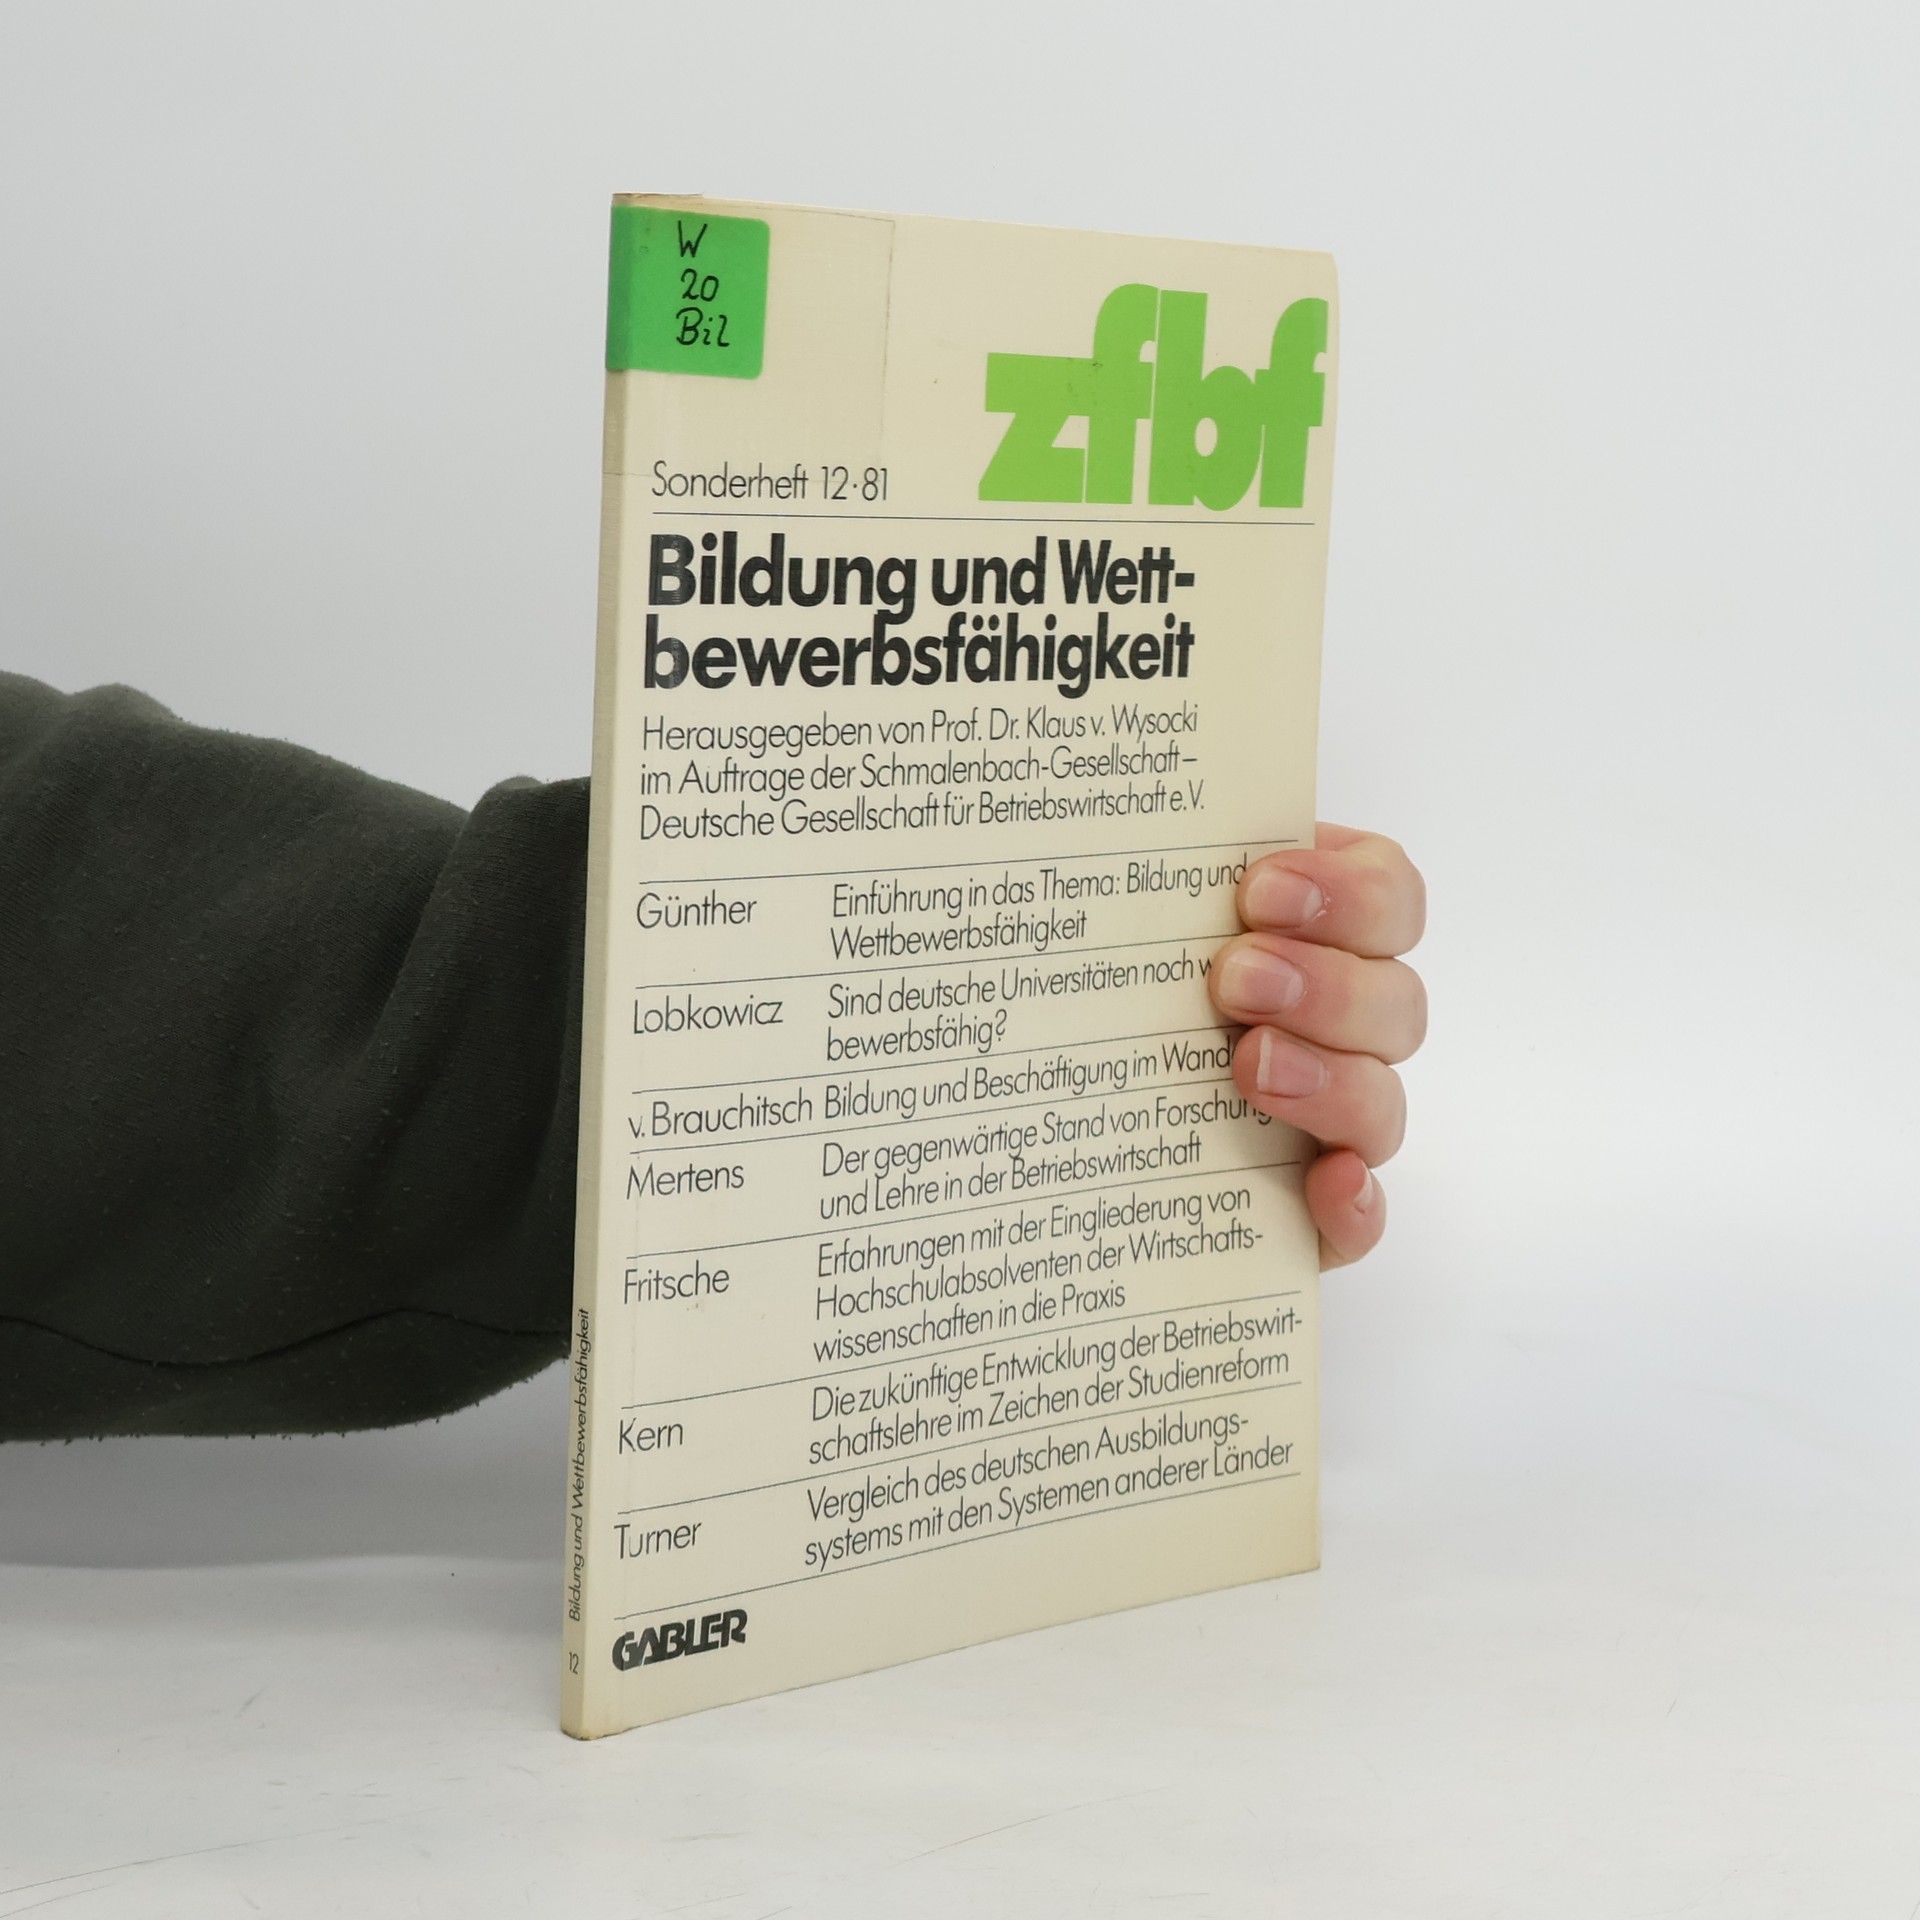 W
20
Bil
zfbf
Sonderheft 12·81
Bildung und Wett-
bewerbsfähigkeit
Herausgegeben von Prof. Dr. Klaus v. Wysocki
im Auftrage der Schmalenbach-Gesellschaft –
Deutsche Gesellschaft für Betriebswirtschaft e.V.
Günther Einführung in das Thema: Bildung und
Wettbewerbsfähigkeit
Lobkowicz Sind deutsche Universitäten noch
bewerbsfähig?
v. Brauchitsch Bildung und Beschäftigung im
Mertens Der gegenwärtige Stand von Forschung
und Lehre in der Betriebswirtschaft
Fritsche Erfahrungen mit der Eingliederung von
Hochschulabsolventen der Wirtschafts-
wissenschaften in die Praxis
Kern Die zukünftige Entwicklung der Betriebswirt-
schaftslehre im Zeichen der Studienreform
Turner Vergleich des deutschen Ausbildungs-
systems mit den Systemen anderer Länder
GABLER
12 Bildung und Wettbewerbsfähigkeit